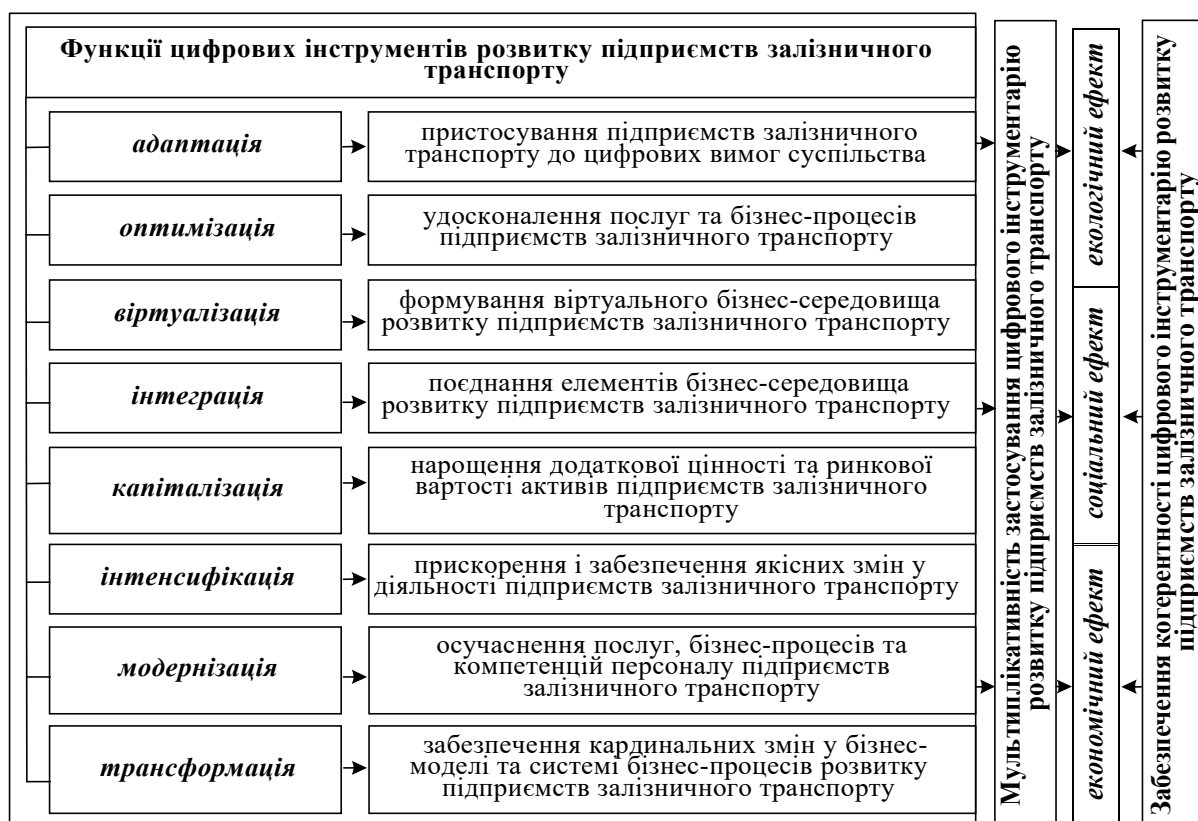 Функції цифрових інструментів розвитку підприємств залізничного
транспорту
адаптація
пристосування підприємств залізничного
транспорту до цифрових вимог суспільства
оптимізація
удосконалення послуг та бізнес-процесів
підприємств залізничного транспорту
віртуалізація
формування віртуального бізнес-середовища
розвитку підприємств залізничного транспорту
інтеграція
поєднання елементів бізнес-середовища
розвитку підприємств залізничного транспорту
капіталізація
нарощення додаткової цінності та ринкової
вартості активів підприємств залізничного
транспорту
інтенсифікація
прискорення і забезпечення якісних змін у
діяльності підприємств залізничного транспорту
модернізація
осучаснення послуг, бізнес-процесів та
компетенцій персоналу підприємств
залізничного транспорту
трансформація
забезпечення кардинальних змін у бізнес-
моделі та системі бізнес-процесів розвитку
підприємств залізничного транспорту
Мультиплікативність застосування цифрового інструментарію
розвитку підприємств залізничного транспорту
екологічний ефект
соціальний ефект
економічний ефект
Забезпечення когерентності цифрового інструментарію розвитку
підприємств залізничного транспорту